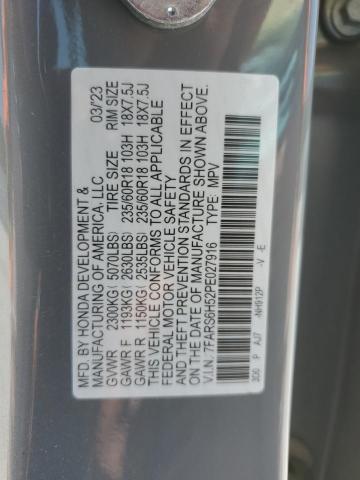 MFD. BY HONDA DEVELOPMENT &
MANUFACTURING OF AMERICA, LLC 03/23
GVWR 2300KG( 5070LBS) TIRE SIZE RIM SIZE
GAWR F 1193KG( 2630LBS) 235/60R18 103H 18X7.5J
GAWR R 1150KG( 2535LBS) 235/60R18 103H 18X7.5J
THIS VEHICLE CONFORMS TO ALL APPLICABLE
FEDERAL MOTOR VEHICLE SAFETY
AND THEFT PREVENTION STANDARDS IN EFFECT
ON THE DATE OF MANUFACTURE SHOWN ABOVE.
V.I.N. 7FARS6H52PE027916 TYPE: MPV
3D0 P AJ7 -NH912P -V -E